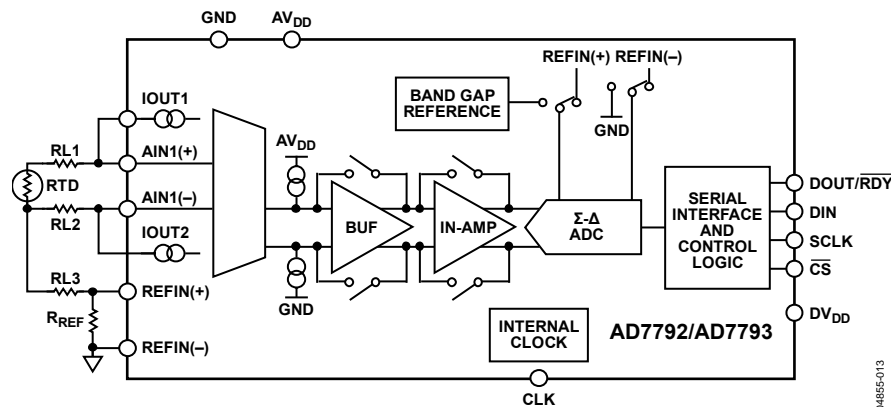 GND
AVDD
IOUT1
RL1
AIN1(+)
RTD
AIN1(–)
RL2
IOUT2
RL3
REFIN(+)
RREF
REFIN(–)
AVDD
GND
BUF
IN-AMP
BAND GAP
REFERENCE
REFIN(+)
REFIN(–)
GND
Σ-Δ
ADC
SERIAL
INTERFACE
AND
CONTROL
LOGIC
DOUT/RDY
DIN
SCLK
CS
DVDD
INTERNAL
CLOCK
AD7792/AD7793
CLK
04855-013